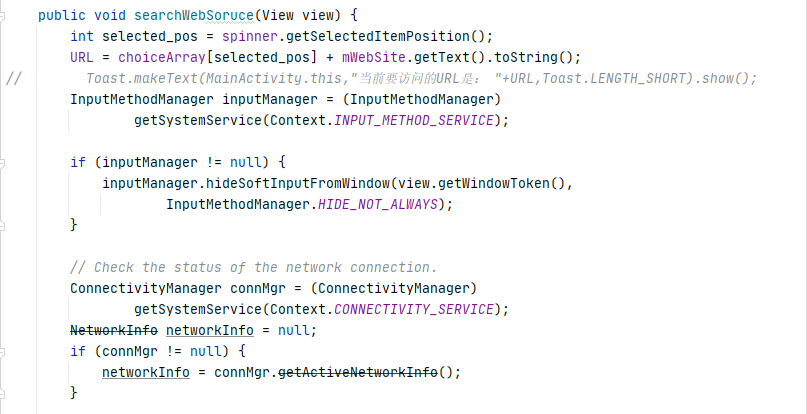 public void searchWebSoruce(View view) {
int selected_pos = spinner.getSelectedItemPosition();
URL = choiceArray[selected_pos] + mWebSite.getText().toString();
// Toast.makeText(MainActivity.this,"当前要访问的URL是： "+URL,Toast.LENGTH_SHORT).show();
InputMethodManager inputManager = (InputMethodManager)
getSystemService(Context.INPUT_METHOD_SERVICE);
if (inputManager != null) {
inputManager.hideSoftInputFromWindow(view.getWindowToken(),
InputMethodManager.HIDE_NOT_ALWAYS);
}
// Check the status of the network connection.
ConnectivityManager connMgr = (ConnectivityManager)
getSystemService(Context.CONNECTIVITY_SERVICE);
NetworkInfo networkInfo = null;
if (connMgr != null) {
networkInfo = connMgr.getActiveNetworkInfo();
}